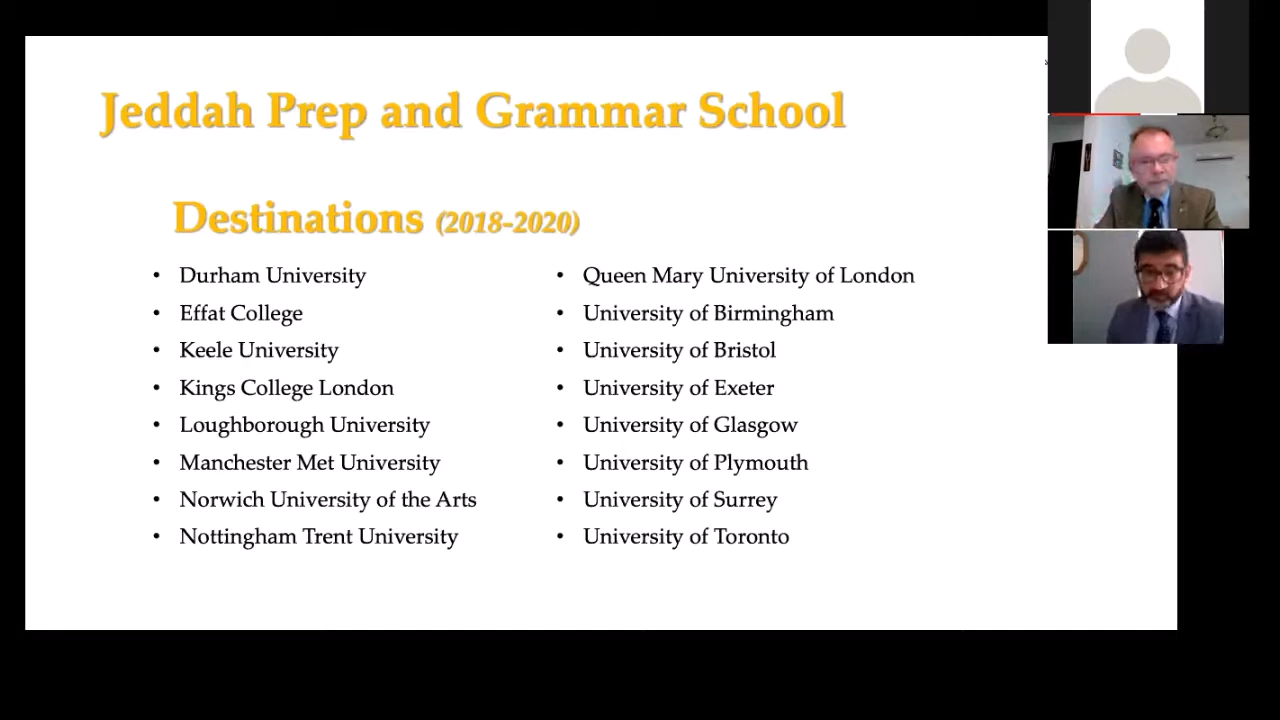 Jeddah Prep and Grammar School
Destinations (2018-2020)
• Durham University
• Effat College
• Keele University
• Kings College London
• Loughborough University
• Manchester Met University
• Norwich University of the Arts
• Nottingham Trent University
• Queen Mary University of London
• University of Birmingham
• University of Bristol
• University of Exeter
• University of Glasgow
• University of Plymouth
• University of Surrey
• University of Toronto